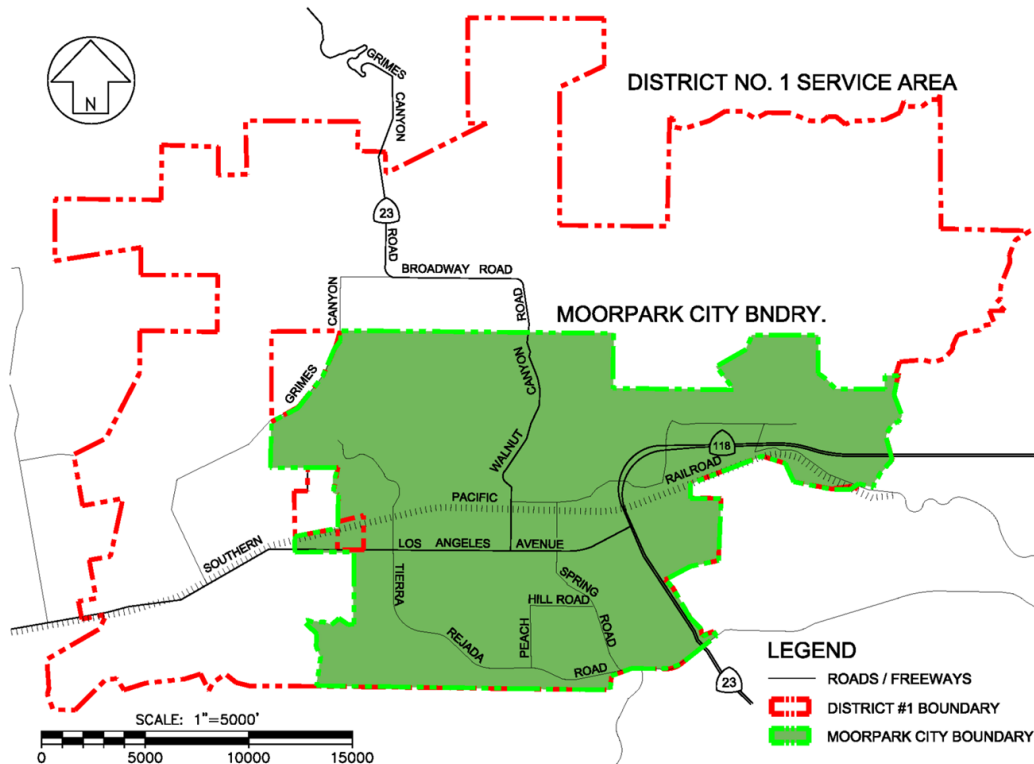 GRIMES
CANYON
N
DISTRICT NO. 1 SERVICE AREA
23
ROAD
BROADWAY ROAD
CANYON
ROAD
MOORPARK CITY BNDRY.
GRIMES
CANYON
WALNUT
118
RAILROAD
PACIFIC
SOUTHERN
LOS ANGELES AVENUE
TIERRA
SPRING
HILL ROAD
PEACH
ROAD
REJADA
ROAD
23
LEGEND
ROADS / FREEWAYS
DISTRICT #1 BOUNDARY
MOORPARK CITY BOUNDARY
SCALE: 1"=5000'
0 5000 10000 15000